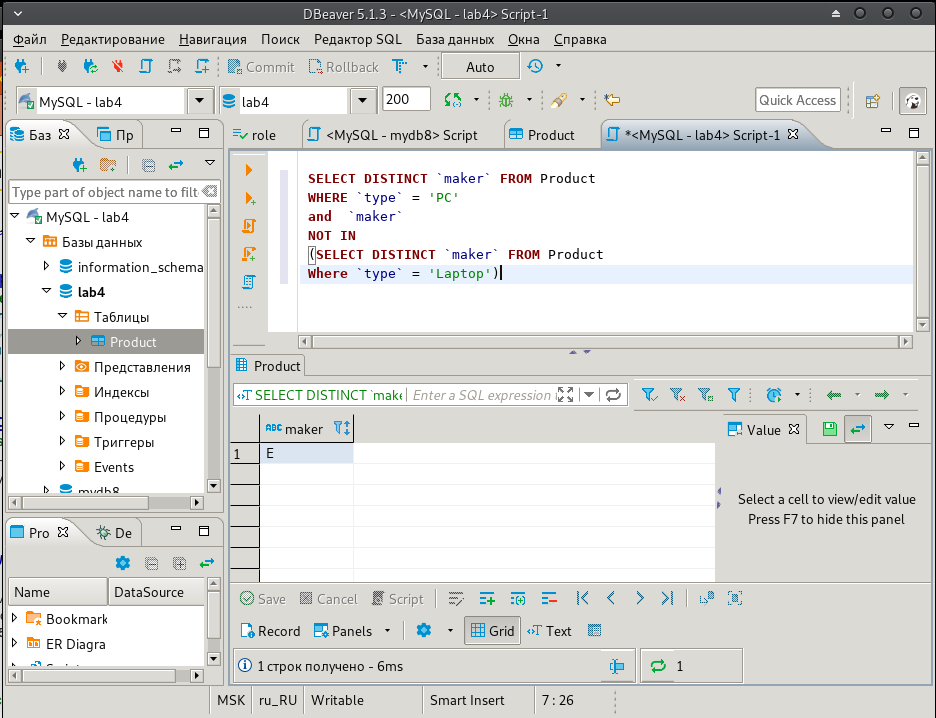 DBeaver 5.1.3 - <MySQL - lab4> Script-1
Файл Редактирование Навигация Поиск Редактор SQL База данных Окна Справка
Commit Rollback Auto
MySQL - lab4 lab4 200 Quick Access
Баз Пр
role <MySQL - mydb8> Script Product *<MySQL - lab4> Script-1
Type part of object name to filt
MySQL - lab4
Базы данных
information_schema
lab4
Таблицы
Product
Представления
Индексы
Процедуры
Триггеры
Events
mydb8
SELECT DISTINCT `maker` FROM Product
WHERE `type` = 'PC'
and `maker`
NOT IN
(SELECT DISTINCT `maker` FROM Product
Where `type` = 'Laptop')
Product
SELECT DISTINCT `make Enter a SQL expression
ABC maker
1 E
Value
Select a cell to view/edit value
Press F7 to hide this panel
Pro De
Name DataSource
Bookmark
ER Diagra
Save Cancel Script
Record Panels Grid Text
1 строк получено - 6ms 1
MSK ru_RU Writable Smart Insert 7 : 26